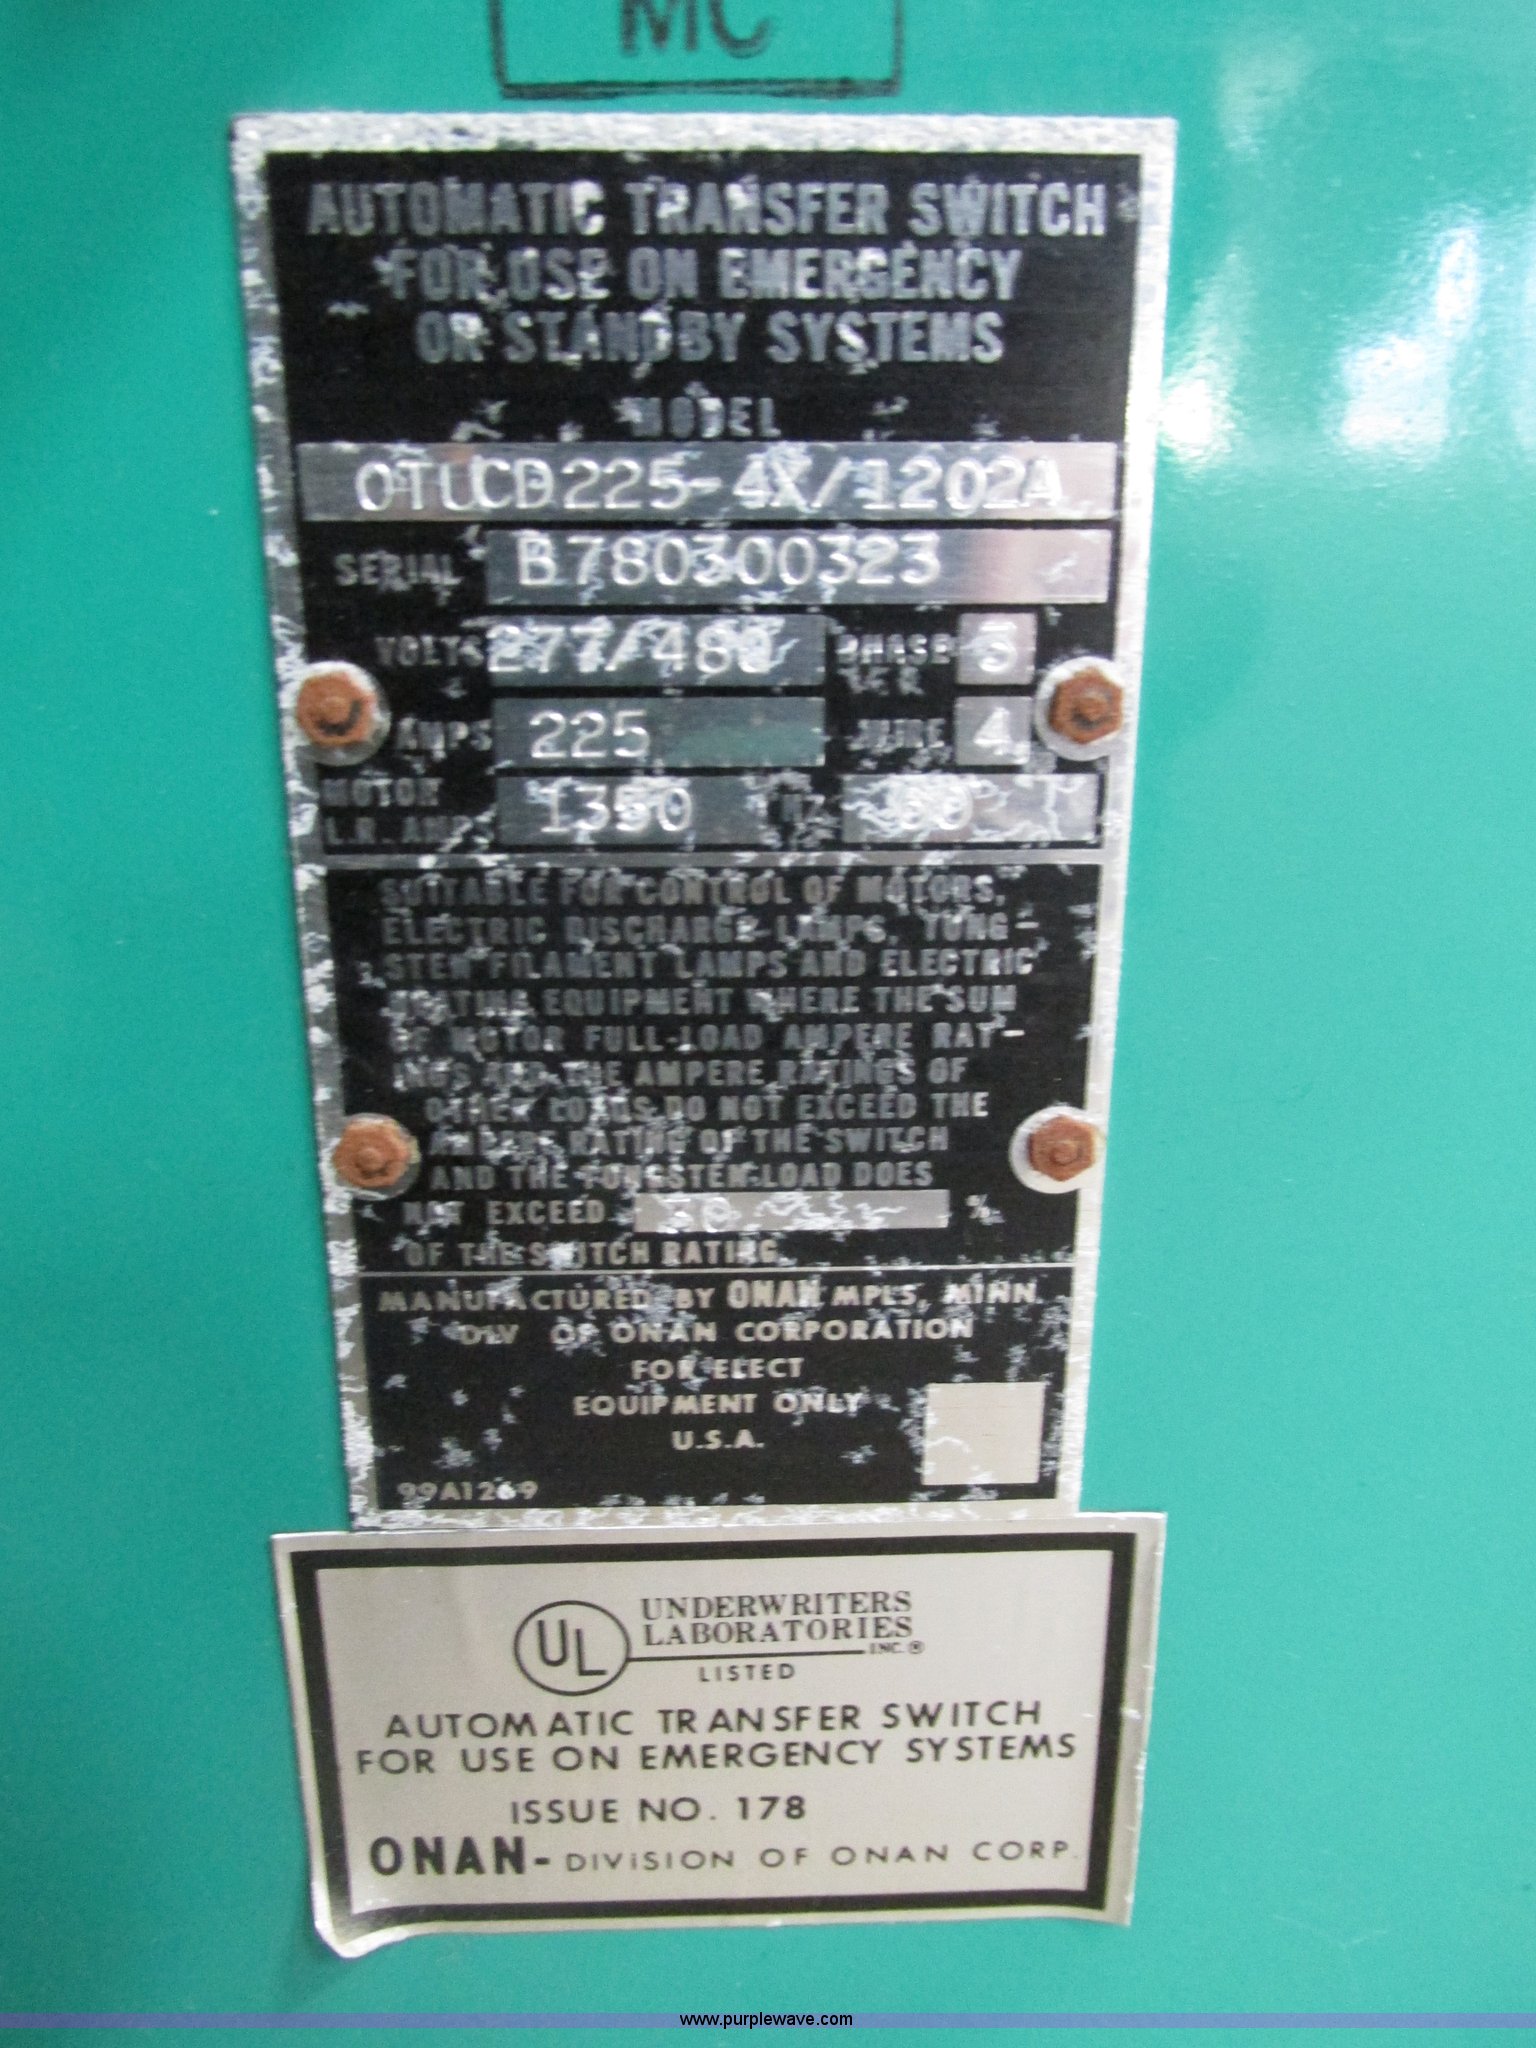 MC
AUTOMATIC TRANSFER SWITCH
FOR USE ON EMERGENCY
OR STANDBY SYSTEMS
MODEL
OTUCD225-4X/1202A
SERIAL B780300323
VOLTS 277/480 PHASE 3
AMPS 225 WIRE 4
MOTOR 1350 HZ 60
L.R. AM
SUITABLE FOR CONTROL OF MOTORS,
ELECTRIC DISCHARGE LAMPS, TUNG-
STEN FILAMENT LAMPS AND ELECTRIC
HEATING EQUIPMENT WHERE THE SUM
OF MOTOR FULL-LOAD AMPERE RAT-
INGS AND THE AMPERE RATINGS OF
OTHER LOADS DO NOT EXCEED THE
AMPERE RATING OF THE SWITCH
AND THE TUNGSTEN LOAD DOES
NOT EXCEED %
OF THE SWITCH RATING.
MANUFACTURED BY ONAN MPLS, MINN.
DIV OF ONAN CORPORATION
FOR ELECT
EQUIPMENT ONLY
U.S.A.
99A1269
UL UNDERWRITERS
LABORATORIES
INC.®
LISTED
AUTOMATIC TRANSFER SWITCH
FOR USE ON EMERGENCY SYSTEMS
ISSUE NO. 178
ONAN- DIViSION OF ONAN CORP.
www.purplewave.com